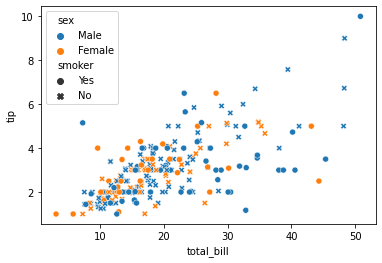 sex
Male
Female
smoker
Yes
No
tip
10
8
6
4
2
10
20
30
40
50
total_bill